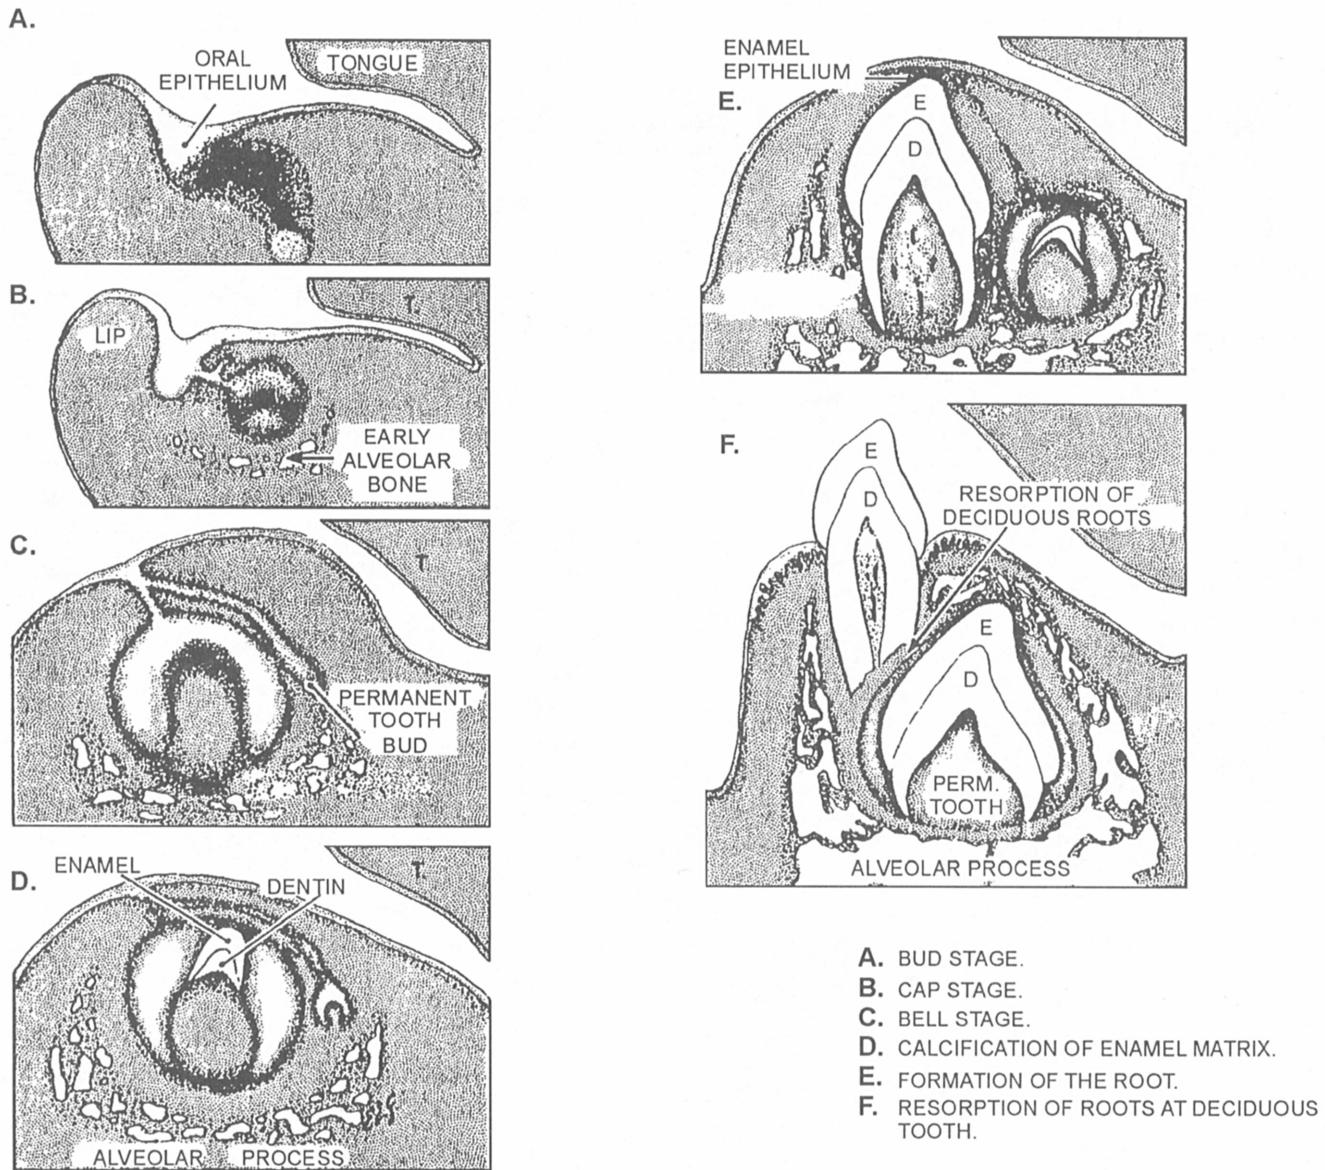 A.
ORAL
EPITHELIUM
TONGUE
B.
T.
LIP
EARLY
ALVEOLAR
BONE
C.
T
PERMANENT
TOOTH
BUD
D.
T.
ENAMEL
DENTIN
ALVEOLAR PROCESS
ENAMEL
EPITHELIUM
E.
E
D
F.
E
D
RESORPTION OF
DECIDUOUS ROOTS
E
D
PERM.
TOOTH
ALVEOLAR PROCESS
A. BUD STAGE.
B. CAP STAGE.
C. BELL STAGE.
D. CALCIFICATION OF ENAMEL MATRIX.
E. FORMATION OF THE ROOT.
F. RESORPTION OF ROOTS AT DECIDUOUS
TOOTH.